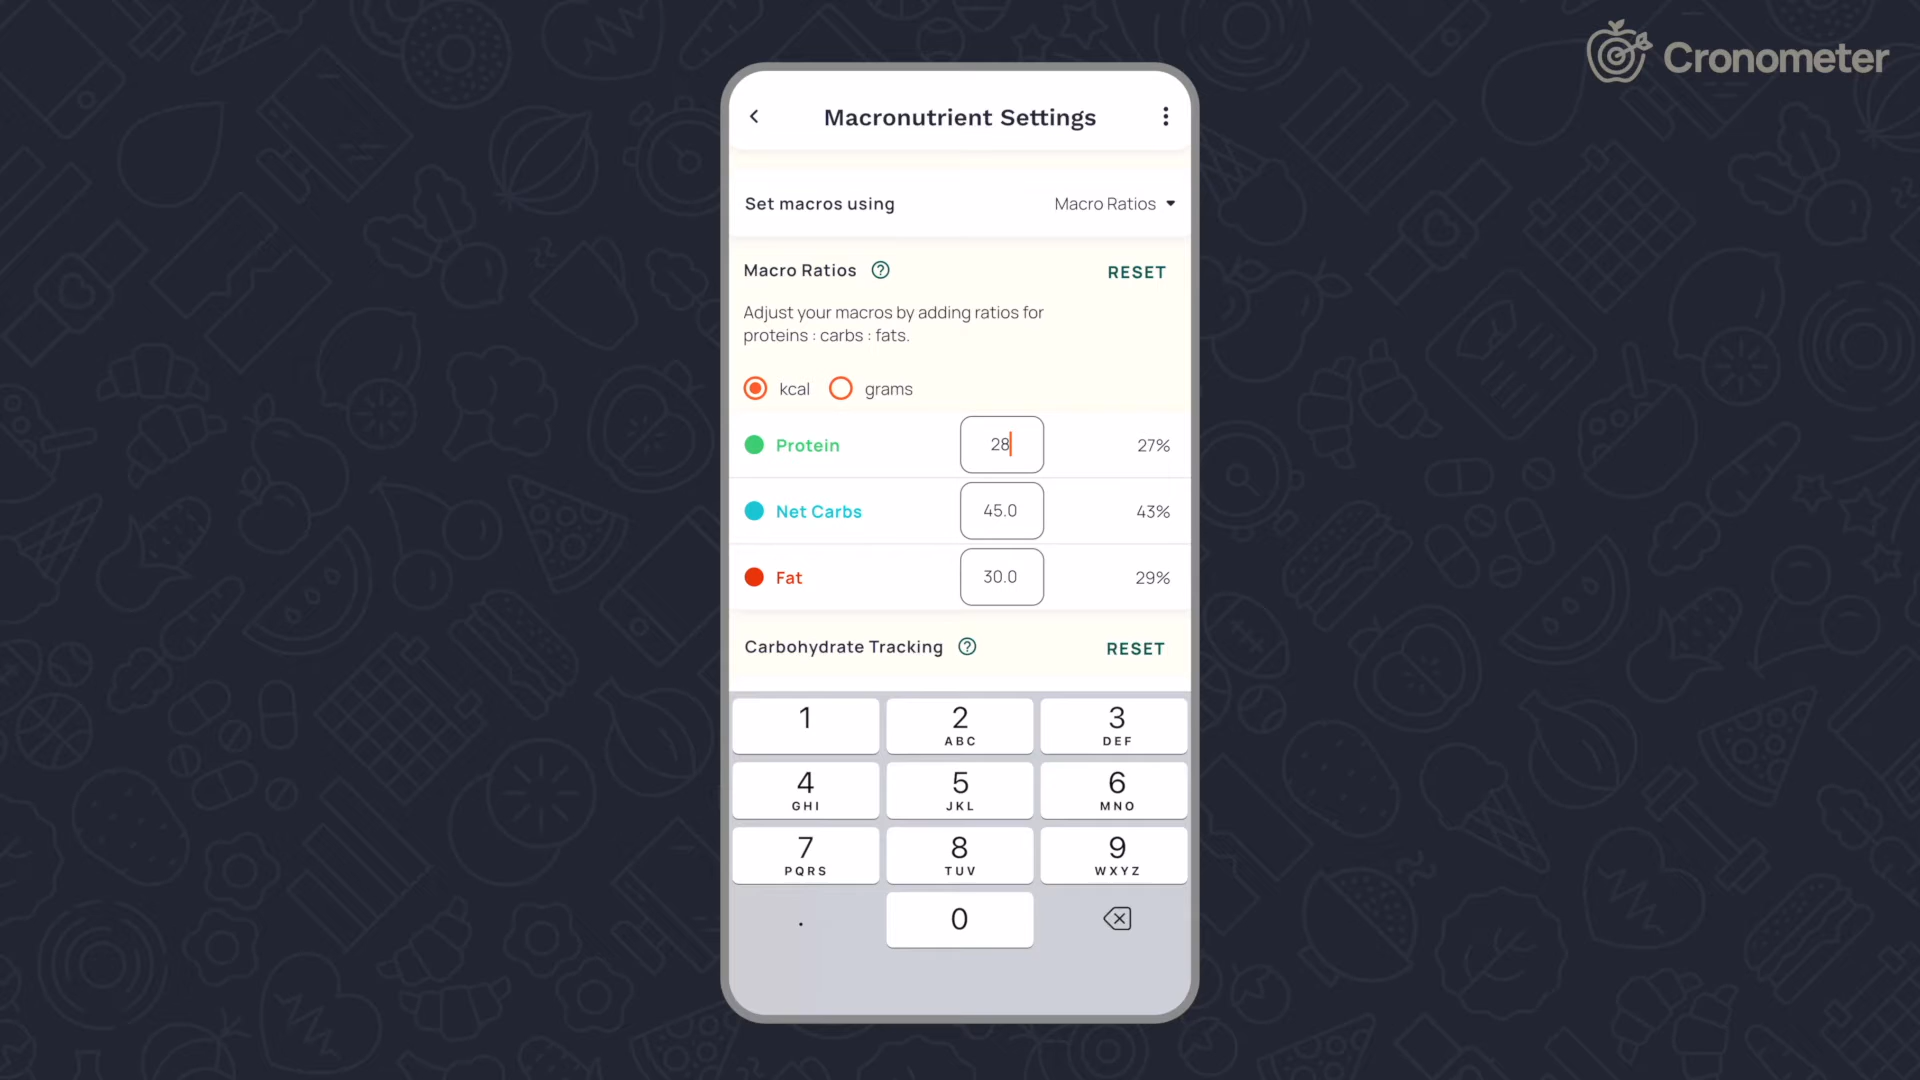 Cronometer
Macronutrient Settings
Set macros using Macro Ratios
Macro Ratios ? RESET
Adjust your macros by adding ratios for
proteins : carbs : fats.
kcal grams
Protein 28 27%
Net Carbs 45.0 43%
Fat 30.0 29%
Carbohydrate Tracking ? RESET
1 2 3
ABC DEF
4 5 6
GHI JKL MNO
7 8 9
PQRS TUV WXYZ
. 0